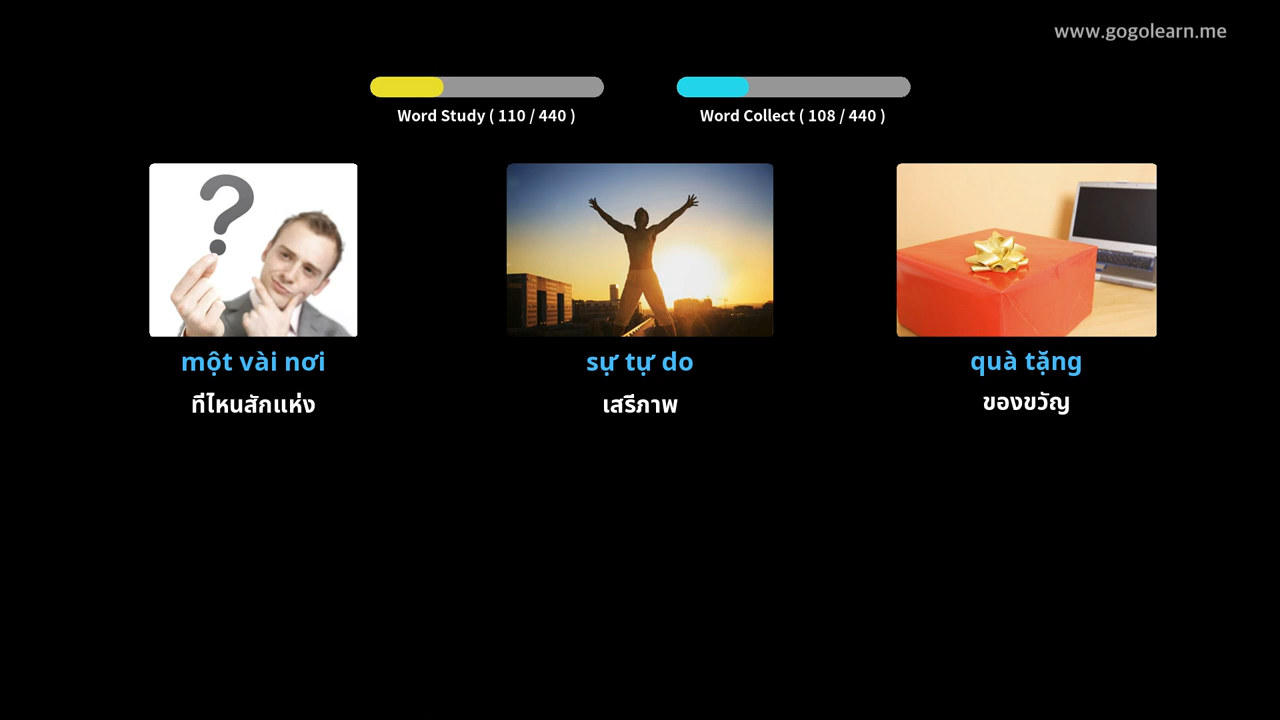 www.gogolearn.me
Word Study ( 110 / 440 )
Word Collect ( 108 / 440 )
một vài nơi
sự tự do
quà tặng
ที่ไหนสักแห่ง
เสรีภาพ
ของขวัญ